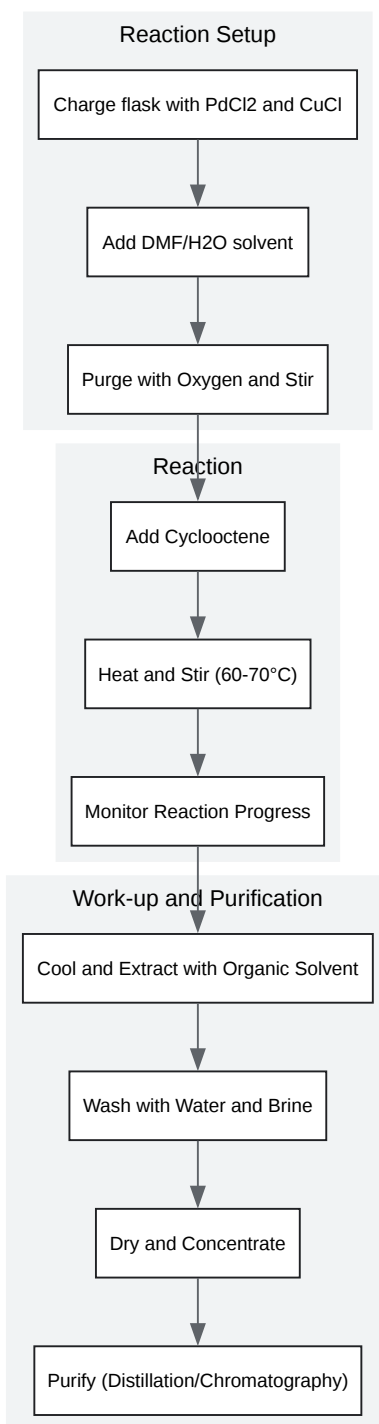 Reaction Setup
Charge flask with PdCl2 and CuCl
Add DMF/H2O solvent
Purge with Oxygen and Stir
Reaction
Add Cyclooctene
Heat and Stir (60-70°C)
Monitor Reaction Progress
Work-up and Purification
Cool and Extract with Organic Solvent
Wash with Water and Brine
Dry and Concentrate
Purify (Distillation/Chromatography)